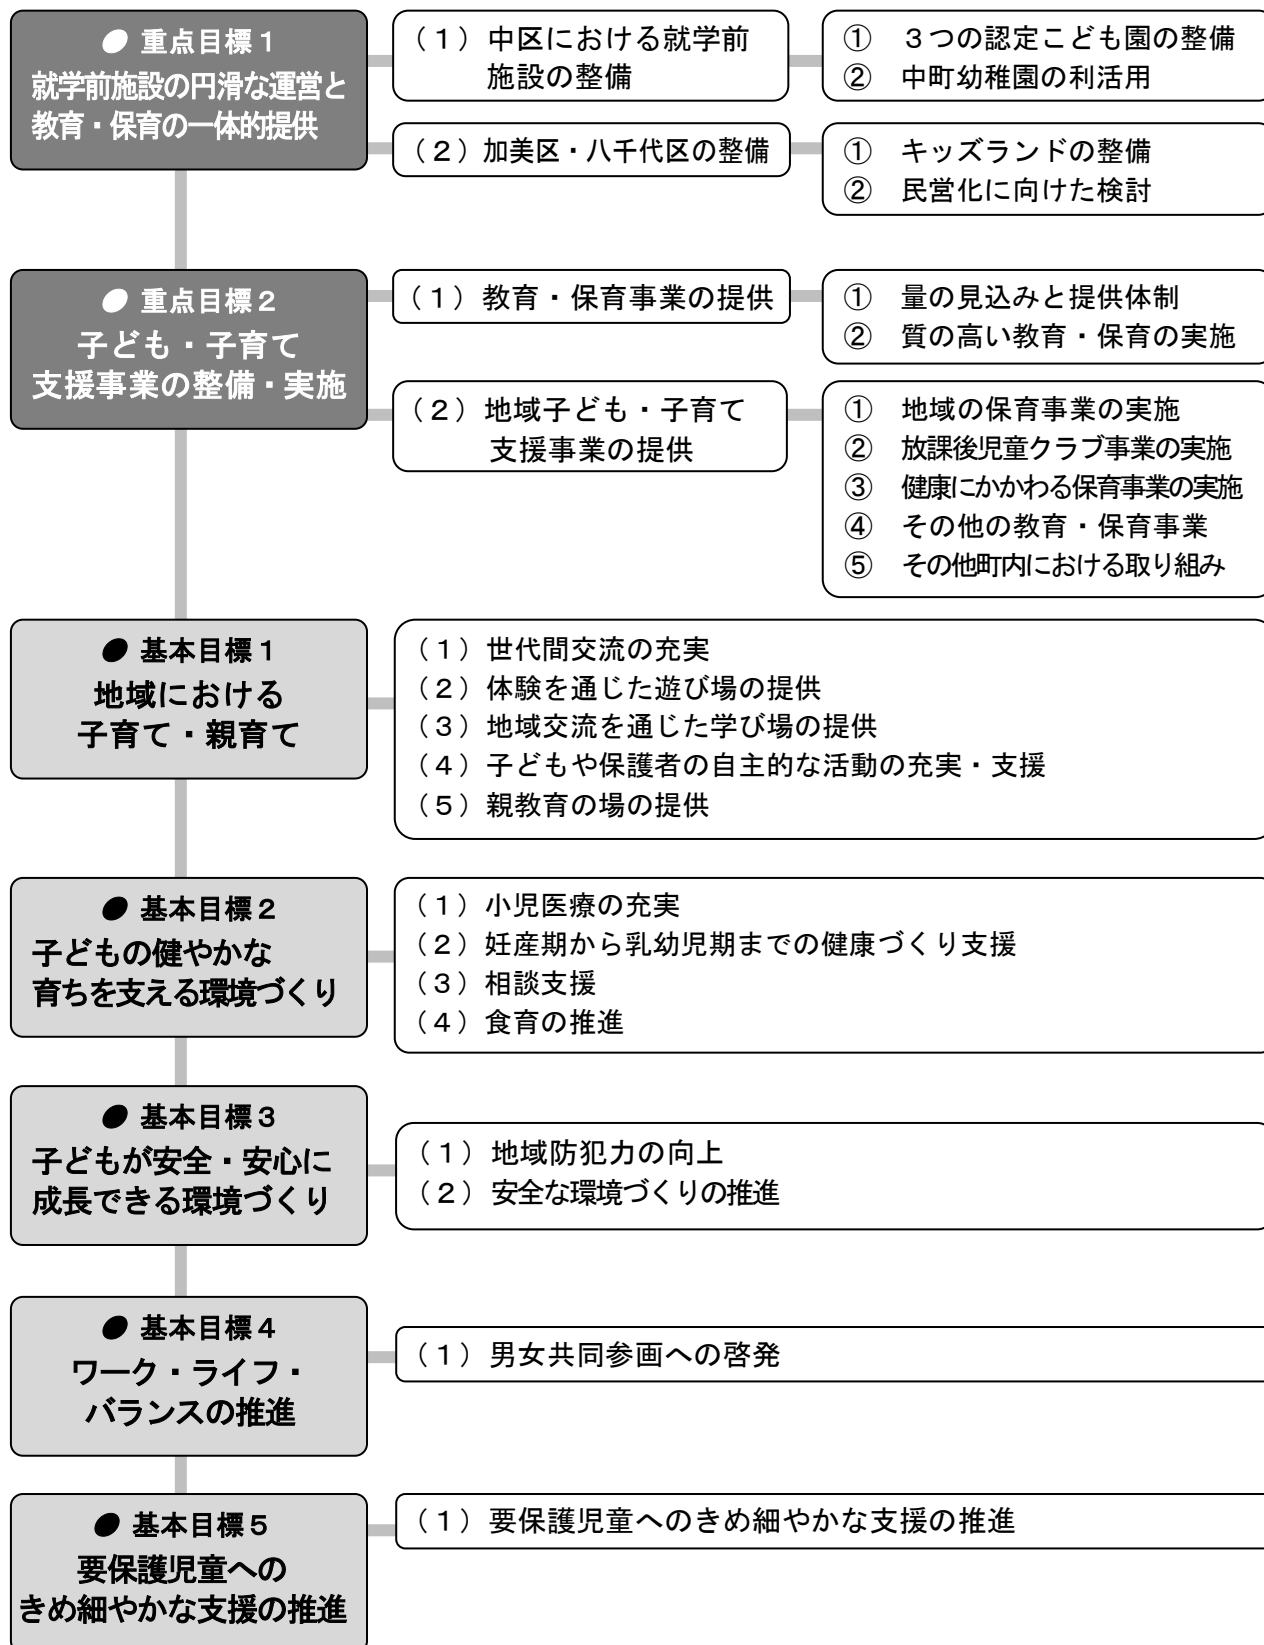 ● 重点目標１
就学前施設の円滑な運営と
教育・保育の一体的提供
（１）中区における就学前
施設の整備
① ３つの認定こども園の整備
② 中町幼稚園の利活用
（２）加美区・八千代区の整備
① キッズランドの整備
② 民営化に向けた検討
● 重点目標２
子ども・子育て
支援事業の整備・実施
（１）教育・保育事業の提供
① 量の見込みと提供体制
② 質の高い教育・保育の実施
（２）地域子ども・子育て
支援事業の提供
① 地域の保育事業の実施
② 放課後児童クラブ事業の実施
③ 健康にかかわる保育事業の実施
④ その他の教育・保育事業
⑤ その他町内における取り組み
● 基本目標１
地域における
子育て・親育て
（１）世代間交流の充実
（２）体験を通じた遊び場の提供
（３）地域交流を通じた学び場の提供
（４）子どもや保護者の自主的な活動の充実・支援
（５）親教育の場の提供
● 基本目標２
子どもの健やかな
育ちを支える環境づくり
（１）小児医療の充実
（２）妊産期から乳幼児期までの健康づくり支援
（３）相談支援
（４）食育の推進
● 基本目標３
子どもが安全・安心に
成長できる環境づくり
（１）地域防犯力の向上
（２）安全な環境づくりの推進
● 基本目標４
ワーク・ライフ・
バランスの推進
（１）男女共同参画への啓発
● 基本目標５
要保護児童への
きめ細やかな支援の推進
（１）要保護児童へのきめ細やかな支援の推進